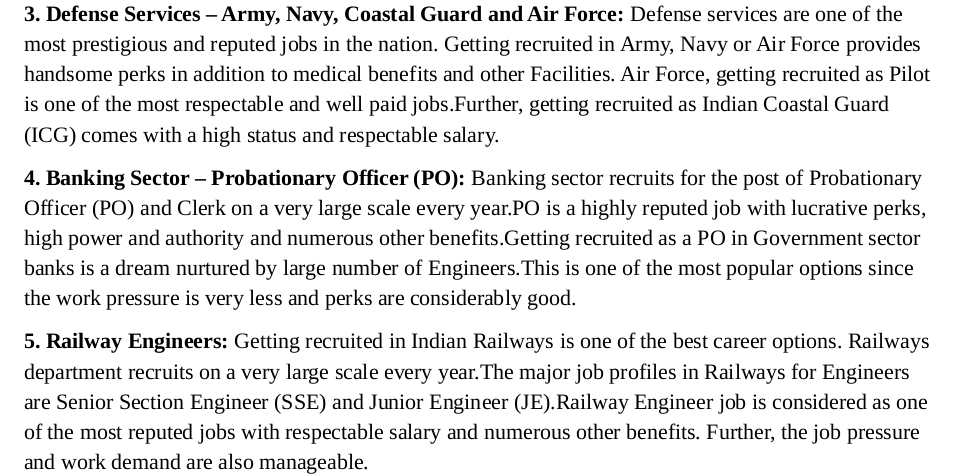 3. Defense Services – Army, Navy, Coastal Guard and Air Force: Defense services are one of the
most prestigious and reputed jobs in the nation. Getting recruited in Army, Navy or Air Force provides
handsome perks in addition to medical benefits and other Facilities. Air Force, getting recruited as Pilot
is one of the most respectable and well paid jobs.Further, getting recruited as Indian Coastal Guard
(ICG) comes with a high status and respectable salary.
4. Banking Sector – Probationary Officer (PO): Banking sector recruits for the post of Probationary
Officer (PO) and Clerk on a very large scale every year.PO is a highly reputed job with lucrative perks,
high power and authority and numerous other benefits.Getting recruited as a PO in Government sector
banks is a dream nurtured by large number of Engineers.This is one of the most popular options since
the work pressure is very less and perks are considerably good.
5. Railway Engineers: Getting recruited in Indian Railways is one of the best career options. Railways
department recruits on a very large scale every year.The major job profiles in Railways for Engineers
are Senior Section Engineer (SSE) and Junior Engineer (JE).Railway Engineer job is considered as one
of the most reputed jobs with respectable salary and numerous other benefits. Further, the job pressure
and work demand are also manageable.